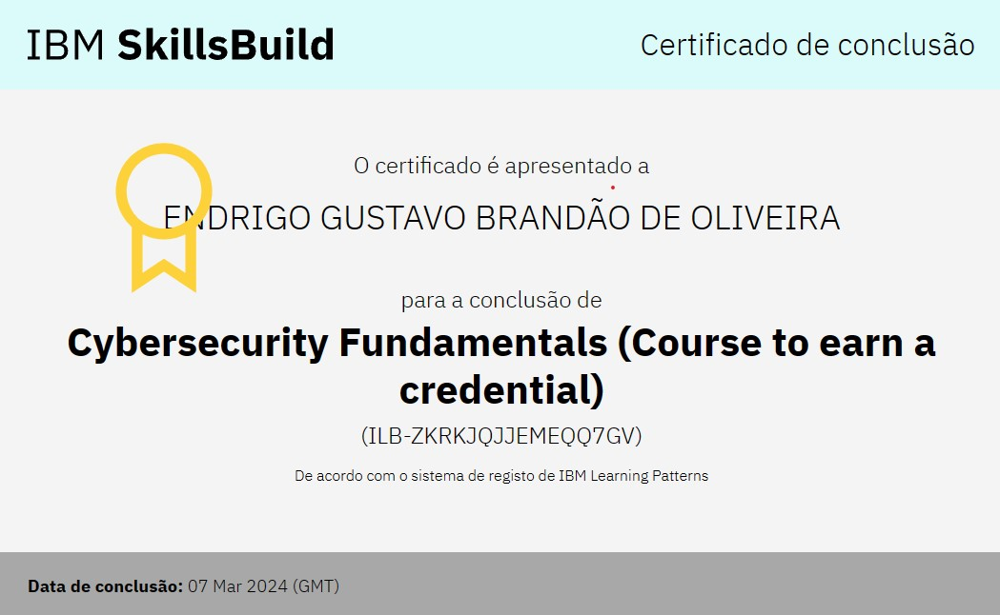 IBM SkillsBuild
Certificado de conclusão
O certificado é apresentado a
ENDRIGO GUSTAVO BRANDÃO DE OLIVEIRA
para a conclusão de
Cybersecurity Fundamentals (Course to earn a
credential)
(ILB-ZKRKJQJJEMEQQ7GV)
De acordo com o sistema de registo de IBM Learning Patterns
Data de conclusão: 07 Mar 2024 (GMT)